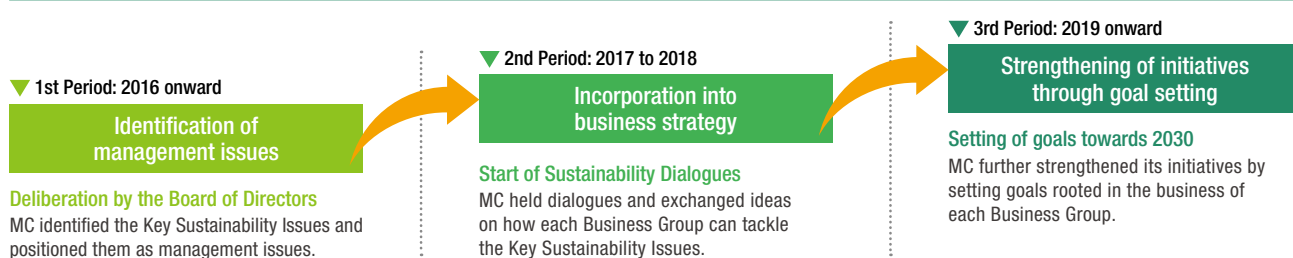 ▼ 1st Period: 2016 onward
Identification of
management issues
Deliberation by the Board of Directors
MC identified the Key Sustainability Issues and
positioned them as management issues.
▼ 2nd Period: 2017 to 2018
Incorporation into
business strategy
Start of Sustainability Dialogues
MC held dialogues and exchanged ideas
on how each Business Group can tackle
the Key Sustainability Issues.
▼ 3rd Period: 2019 onward
Strengthening of initiatives
through goal setting
Setting of goals towards 2030
MC further strengthened its initiatives by
setting goals rooted in the business of
each Business Group.